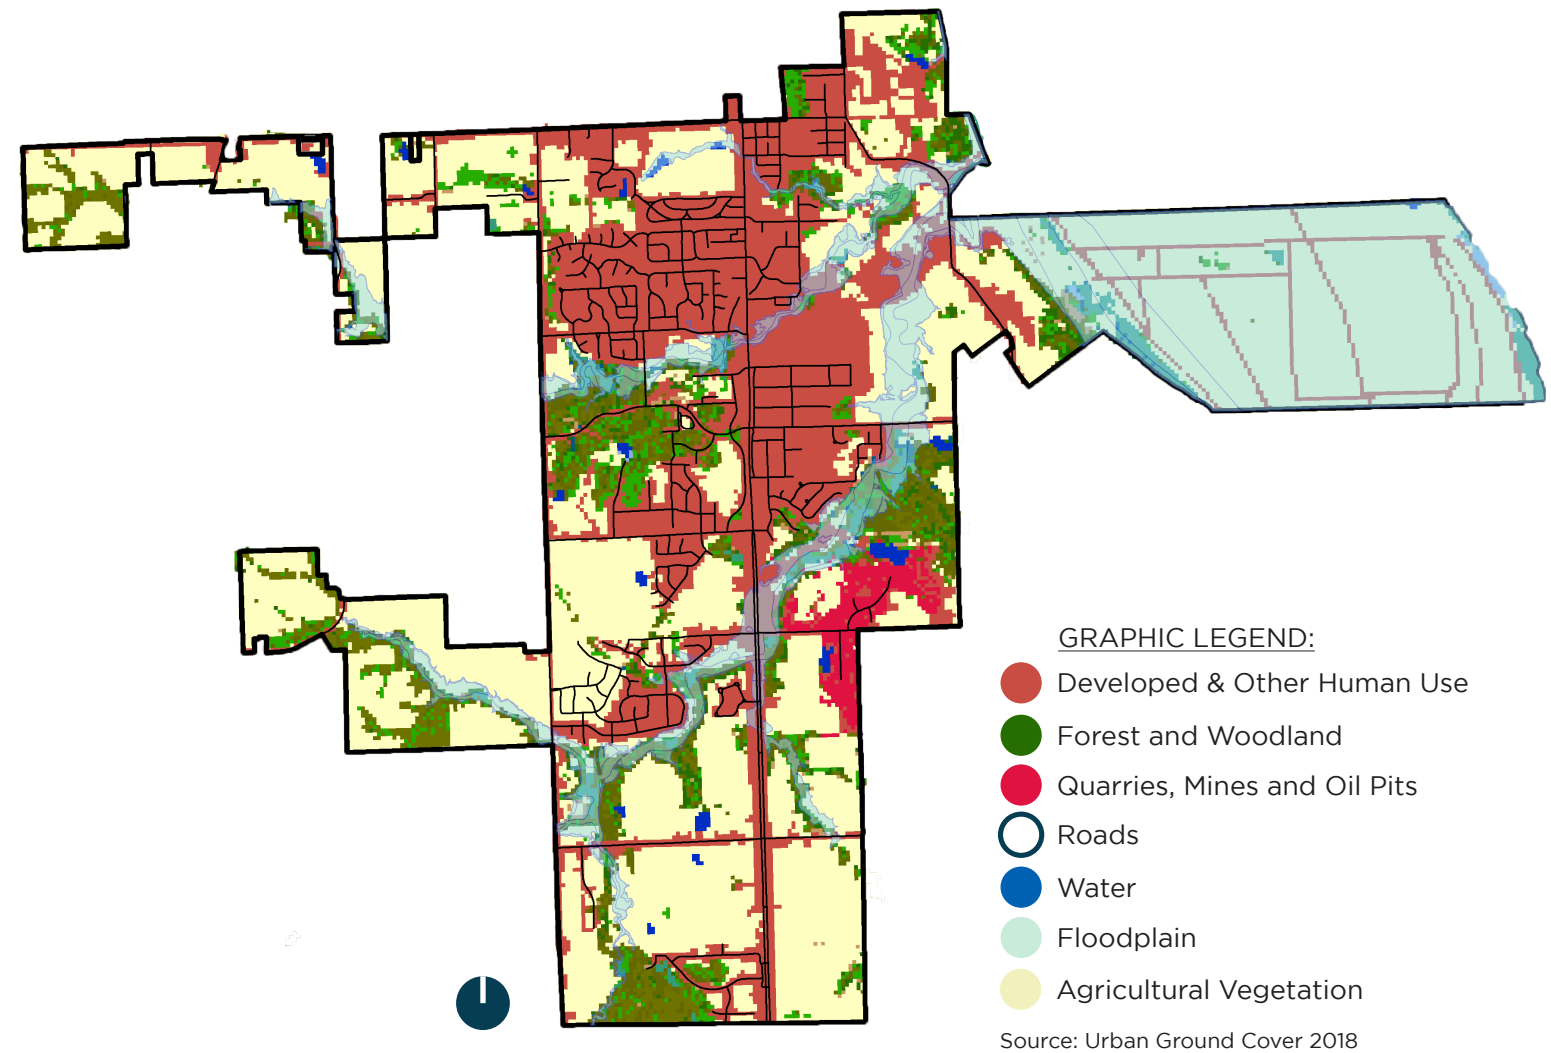 GRAPHIC LEGEND:
Developed & Other Human Use
Forest and Woodland
Quarries, Mines and Oil Pits
Roads
Water
Floodplain
Agricultural Vegetation
Source: Urban Ground Cover 2018